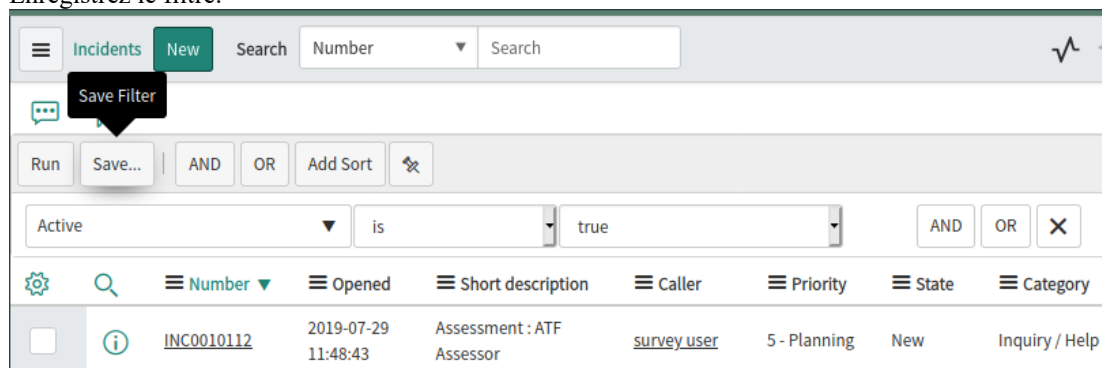 Enregistrez le filtre.
Incidents New Search Number Search
Save Filter
Run Save... AND OR Add Sort
Active is true AND OR
Number Opened Short description Caller Priority State Category
INC0010112 2019-07-29 11:48:43 Assessment : ATF Assessor survey user 5 - Planning New Inquiry / Help